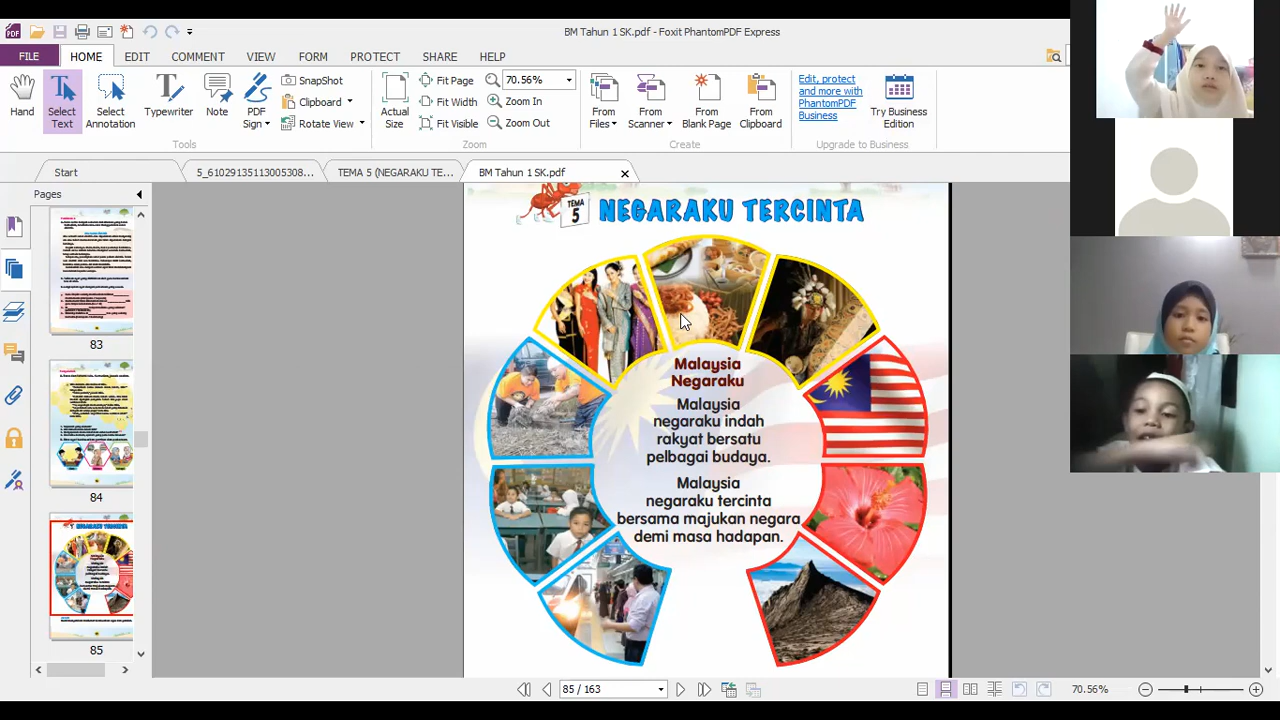 BM Tahun 1 SK.pdf - Foxit PhantomPDF Express
FILE HOME EDIT COMMENT VIEW FORM PROTECT SHARE HELP
Hand
Select Text
Select Annotation
Typewriter
Note
PDF Sign
SnapShot
Clipboard
Rotate View
Tools
Actual Size
Fit Page
Fit Width
Fit Visible
70.56%
Zoom In
Zoom Out
Zoom
From Files
From Scanner
From Blank Page
From Clipboard
Create
Edit, protect
and more with
PhantomPDF
Business
Try Business Edition
Upgrade to Business
Start
5_61029135113005308...
TEMA 5 (NEGARAKU TE...
BM Tahun 1 SK.pdf
Pages
83
84
85
TEMA 5
NEGARAKU TERCINTA
Malaysia
Negaraku
Malaysia
negaraku indah
rakyat bersatu
pelbagai budaya.
Malaysia
negaraku tercinta
bersama majukan negara
demi masa hadapan.
85 / 163
70.56%